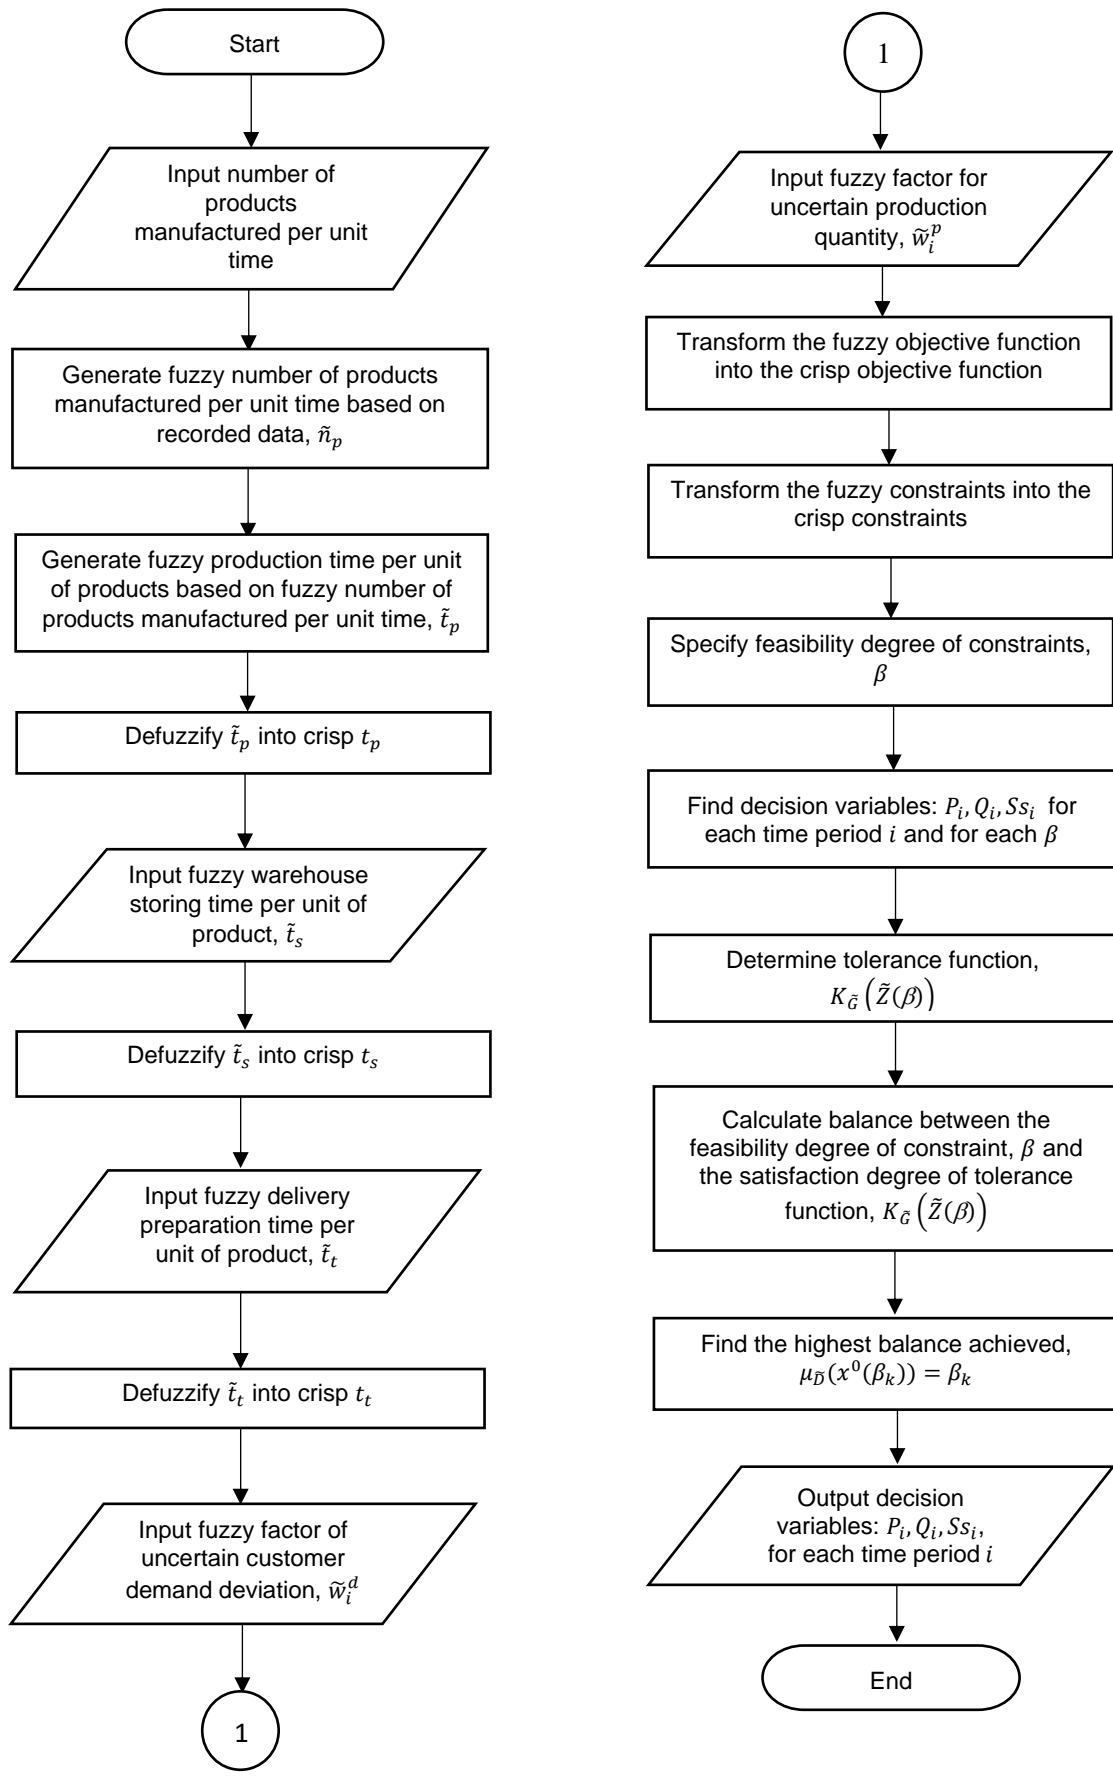 Start
Input number of
products
manufactured per unit
time
Generate fuzzy number of products
manufactured per unit time based on
recorded data, ñ_p
Generate fuzzy production time per unit
of products based on fuzzy number of
products manufactured per unit time, t̃_p
Defuzzify t̃_p into crisp t_p
Input fuzzy warehouse
storing time per unit of
product, t̃_s
Defuzzify t̃_s into crisp t_s
Input fuzzy delivery
preparation time per
unit of product, t̃_t
Defuzzify t̃_t into crisp t_t
Input fuzzy factor of
uncertain customer
demand deviation, w̃_i^d
1
1
Input fuzzy factor for
uncertain production
quantity, w̃_i^p
Transform the fuzzy objective function
into the crisp objective function
Transform the fuzzy constraints into the
crisp constraints
Specify feasibility degree of constraints,
β
Find decision variables: P_i, Q_i, Ss_i for
each time period i and for each β
Determine tolerance function,
K_G̃(Z̃(β))
Calculate balance between the
feasibility degree of constraint, β and
the satisfaction degree of tolerance
function, K_G̃(Z̃(β))
Find the highest balance achieved,
μ_D̃(x⁰(β_k)) = β_k
Output decision
variables: P_i, Q_i, Ss_i,
for each time period i
End